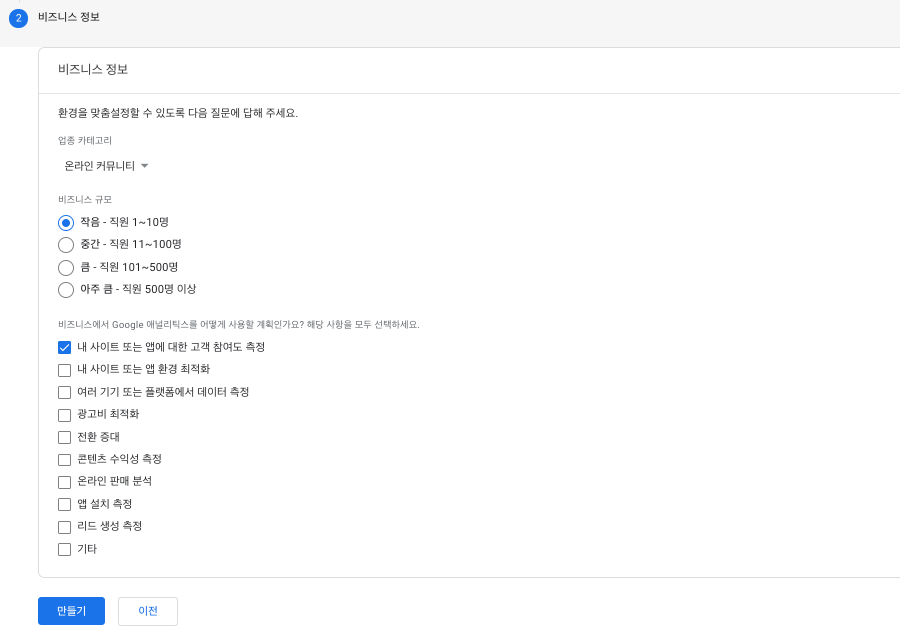 2 비즈니스 정보
비즈니스 정보
환경을 맞춤설정할 수 있도록 다음 질문에 답해 주세요.
업종 카테고리
온라인 커뮤니티
비즈니스 규모
작음 - 직원 1~10명
중간 - 직원 11~100명
큼 - 직원 101~500명
아주 큼 - 직원 500명 이상
비즈니스에서 Google 애널리틱스를 어떻게 사용할 계획인가요? 해당 사항을 모두 선택하세요.
내 사이트 또는 앱에 대한 고객 참여도 측정
내 사이트 또는 앱 환경 최적화
여러 기기 또는 플랫폼에서 데이터 측정
광고비 최적화
전환 증대
콘텐츠 수익성 측정
온라인 판매 분석
앱 설치 측정
리드 생성 측정
기타
만들기 이전